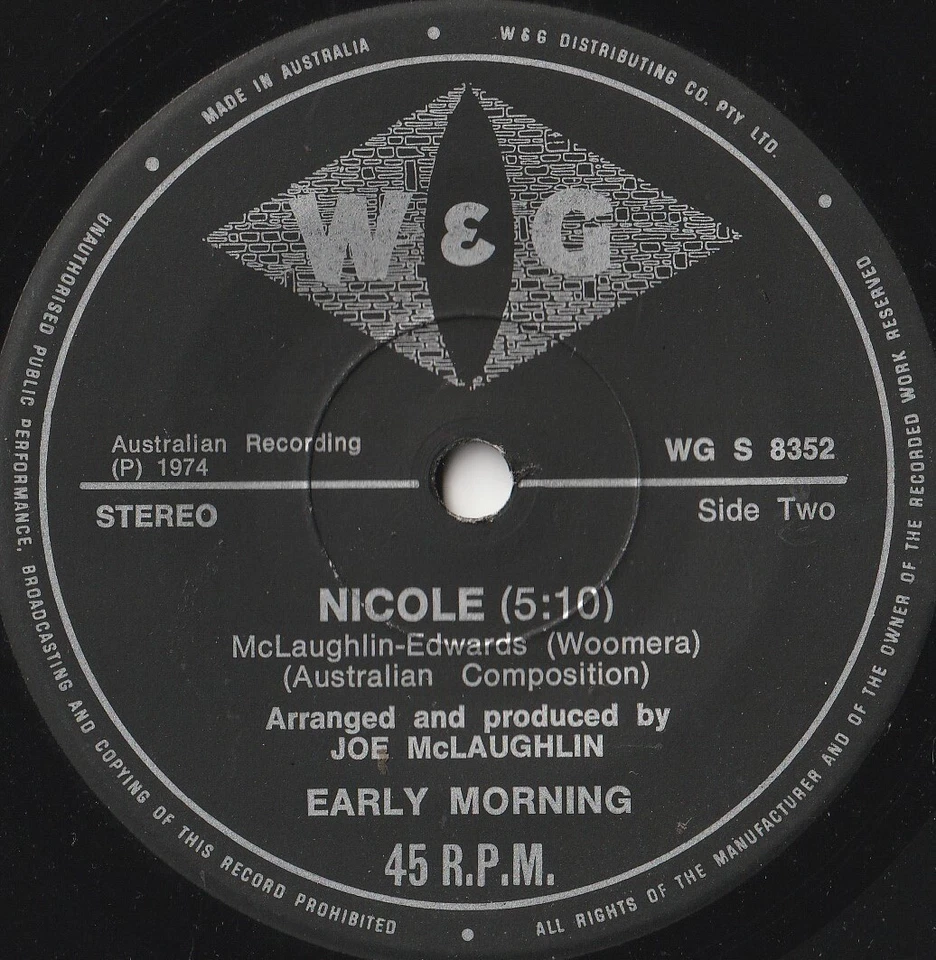 MADE IN AUSTRALIA
W & G DISTRIBUTING CO. PTY LTD.
W & G
Australian Recording
(P) 1974
WG S 8352
STEREO
Side Two
NICOLE (5:10)
McLaughlin-Edwards (Woomera)
(Australian Composition)
Arranged and produced by
JOE McLAUGHLIN
EARLY MORNING
45 R.P.M.
UNAUTHORISED PUBLIC PERFORMANCE, BROADCASTING AND COPYING OF THIS RECORD PROHIBITED
ALL RIGHTS OF THE MANUFACTURER AND OF THE OWNER OF THE RECORDED WORK RESERVED